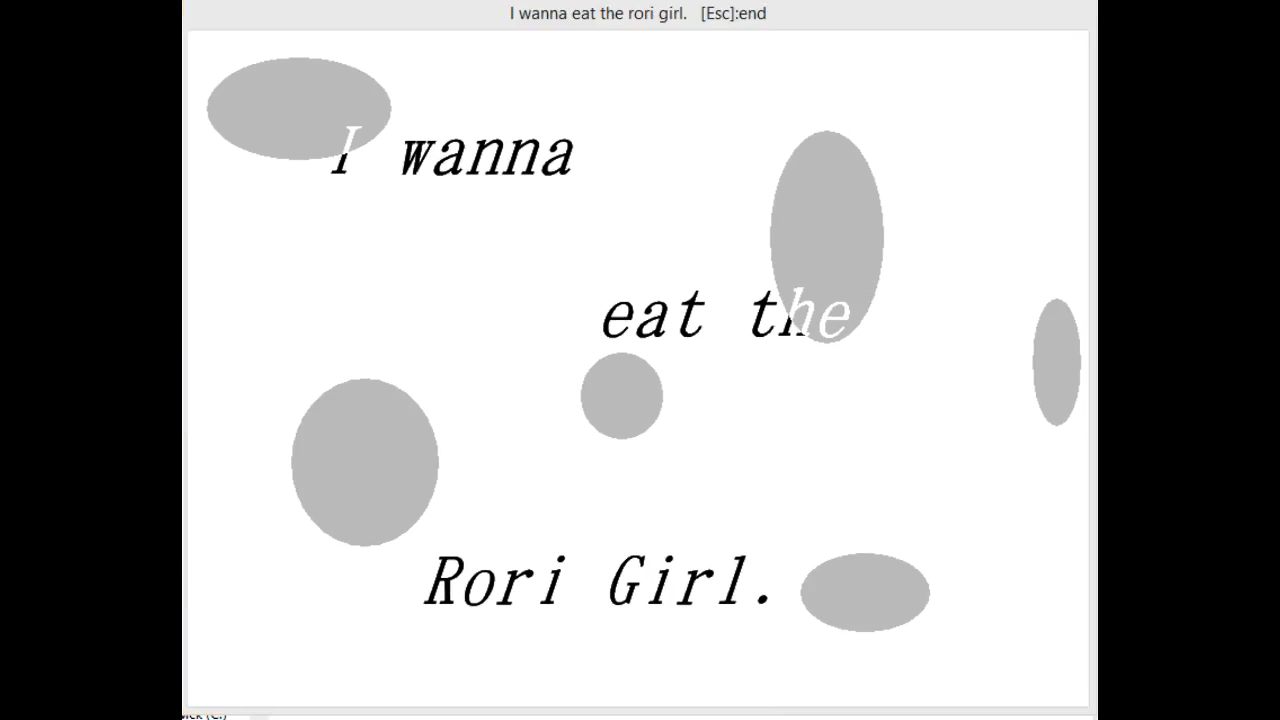 I wanna eat the rori girl. [Esc]:end
I wanna
eat the
Rori Girl.